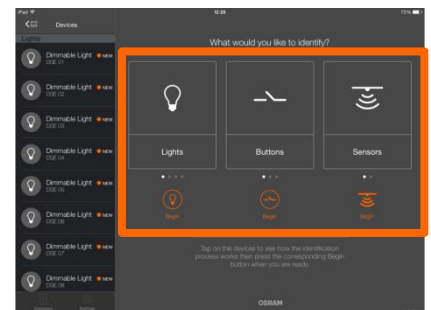 iPad
12:28
72%
Devices
Lights
What would you like to identify?
Dimmable Light NEW
DSE 01
Dimmable Light NEW
DSE 02
Dimmable Light NEW
DSE 03
Dimmable Light NEW
DSE 04
Dimmable Light NEW
DSE 05
Dimmable Light NEW
DSE 06
Dimmable Light NEW
DSE 07
Dimmable Light NEW
DSE 08
Lights
Buttons
Sensors
Begin
Begin
Begin
Tap on the devices to see how the identification
process works then press the corresponding Begin
button when you are ready.
OSRAM